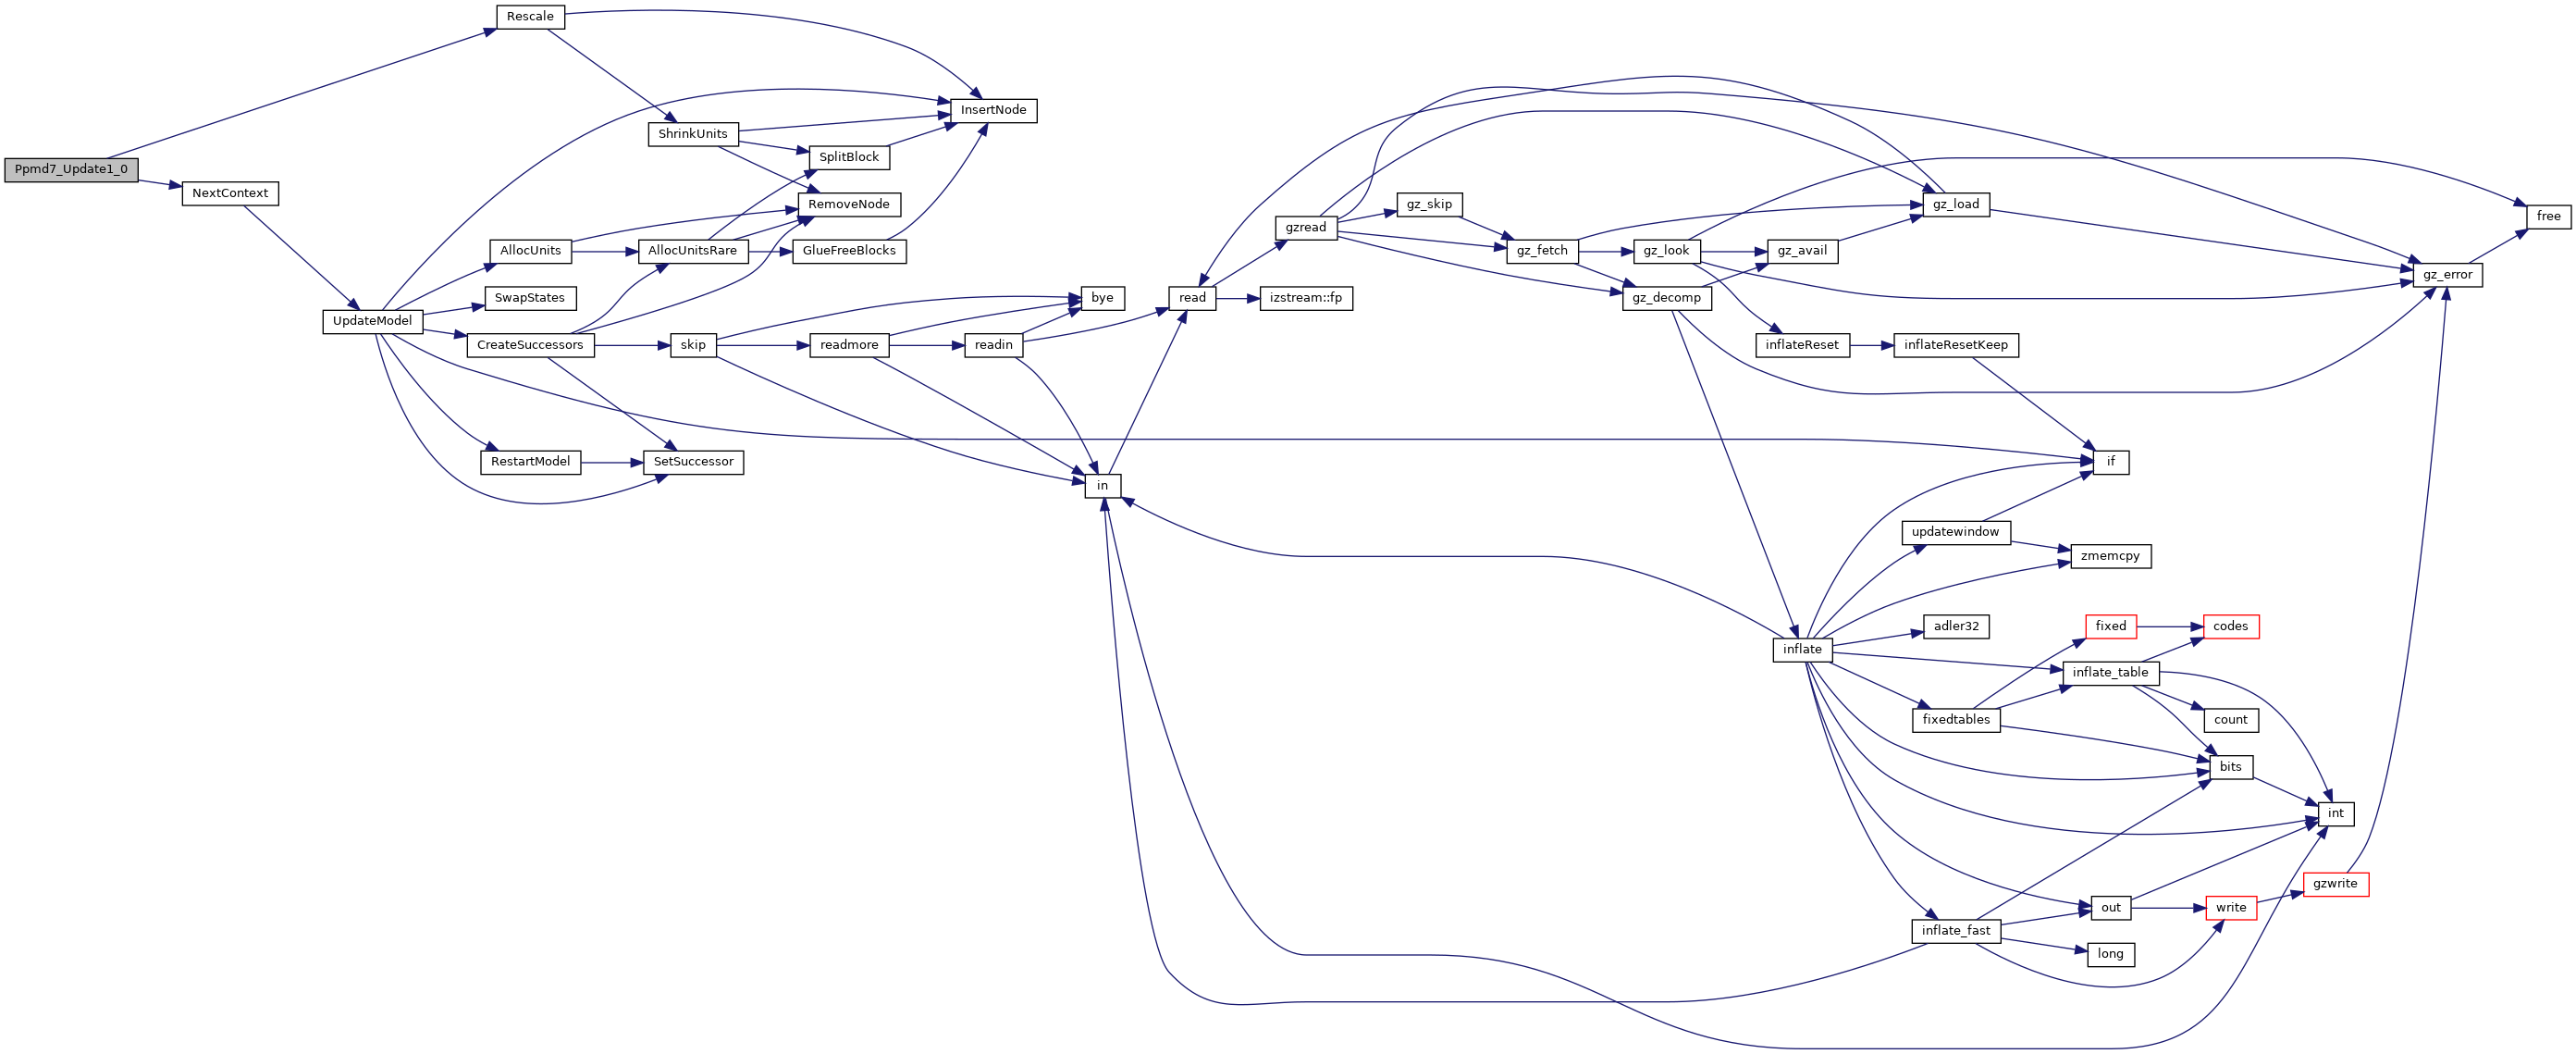 Ppmd7_Update1_0
Rescale
NextContext
UpdateModel
ShrinkUnits
InsertNode
SplitBlock
RemoveNode
AllocUnits
AllocUnitsRare
GlueFreeBlocks
SwapStates
CreateSuccessors
skip
readmore
readin
bye
RestartModel
SetSuccessor
in
read
izstream::fp
gzread
gz_skip
gz_fetch
gz_look
gz_decomp
gz_avail
gz_load
gz_error
free
inflateReset
inflateResetKeep
if
updatewindow
zmemcpy
inflate
adler32
fixed
codes
inflate_table
fixedtables
count
bits
int
gzwrite
out
write
inflate_fast
long